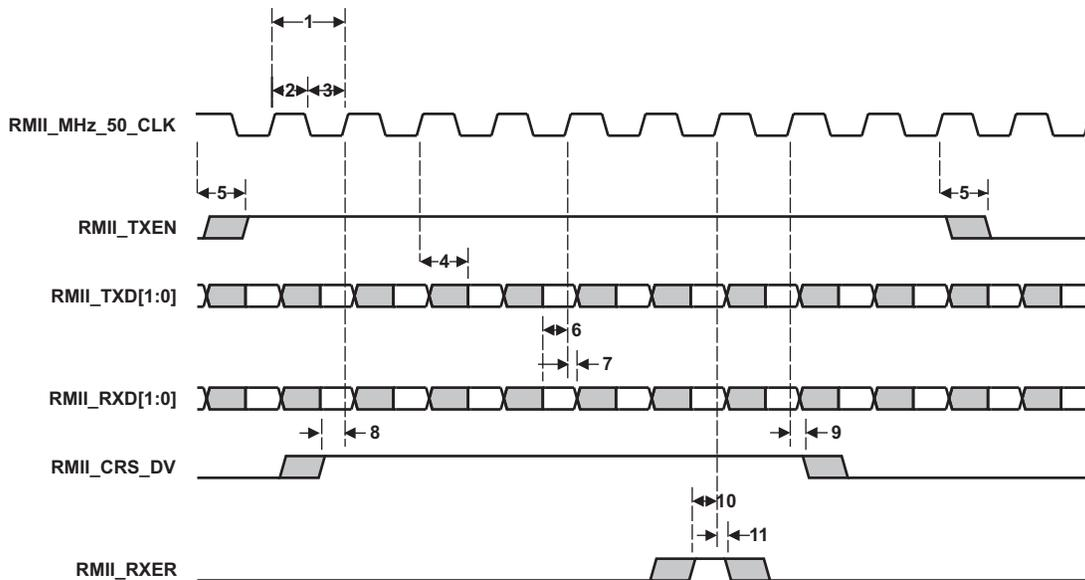 1
2 3
RMII_MHz_50_CLK
5 5
RMII_TXEN
4
RMII_TXD[1:0]
6
7
RMII_RXD[1:0]
8 9
RMII_CRS_DV
10
11
RMII_RXER